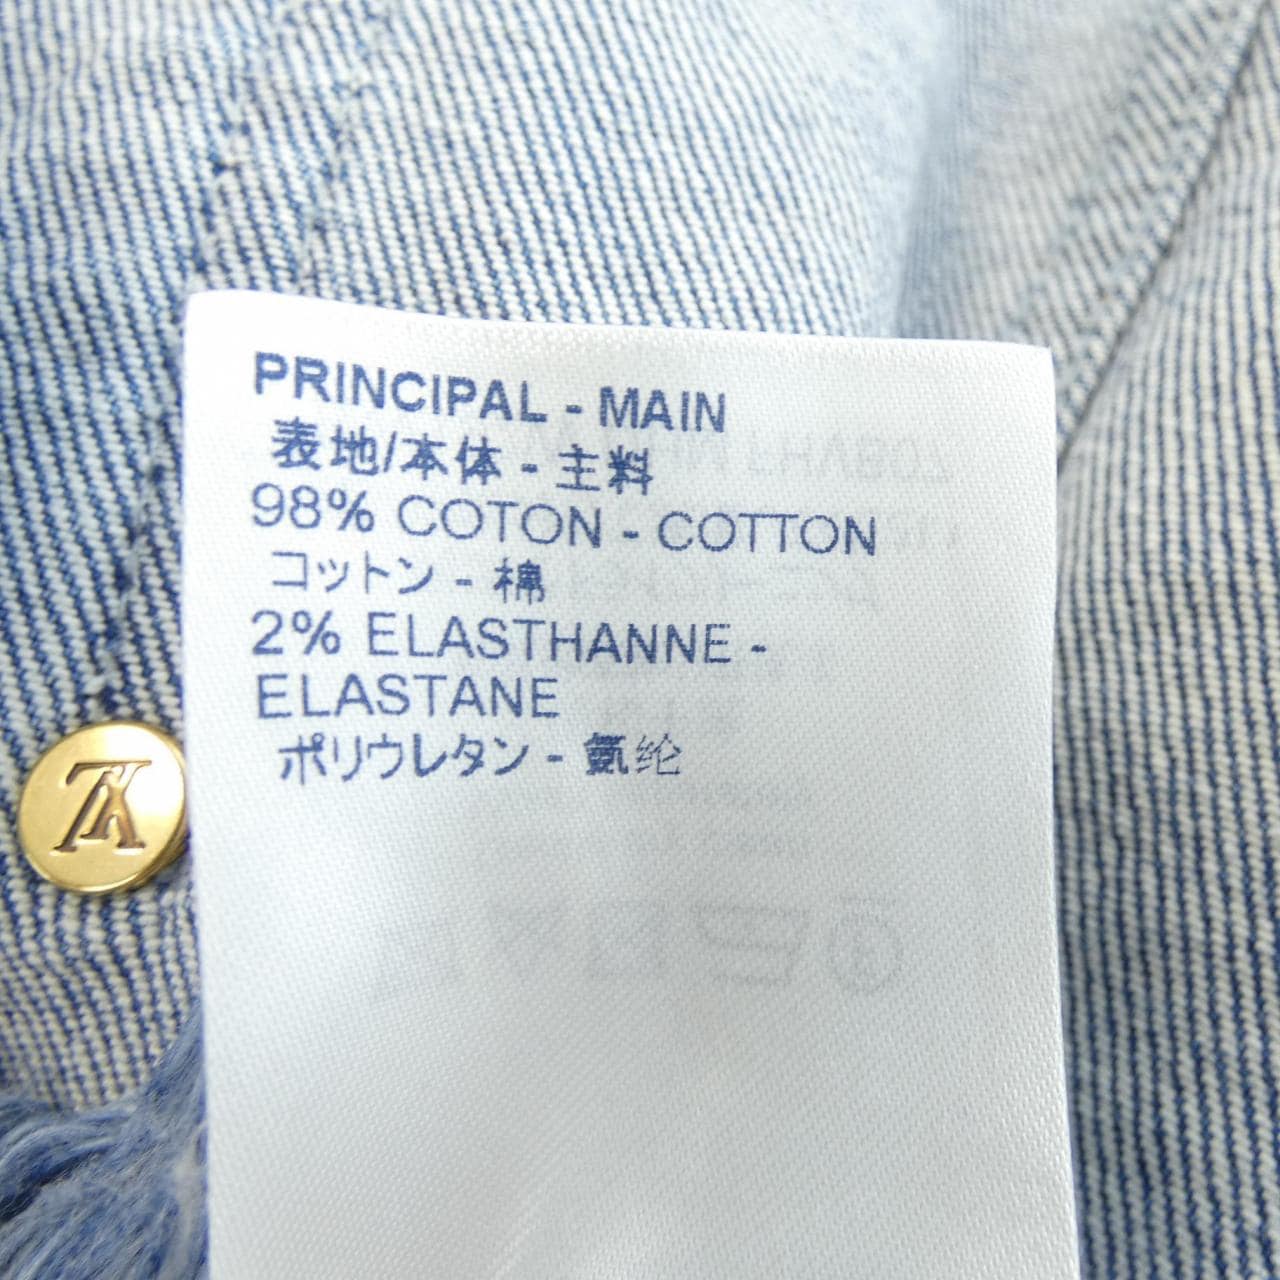 PRINCIPAL - MAIN
表地/本体 - 主料
98% COTON - COTTON
コットン - 棉
2% ELASTHANNE -
ELASTANE
ポリウレタン - 氨纶
LV